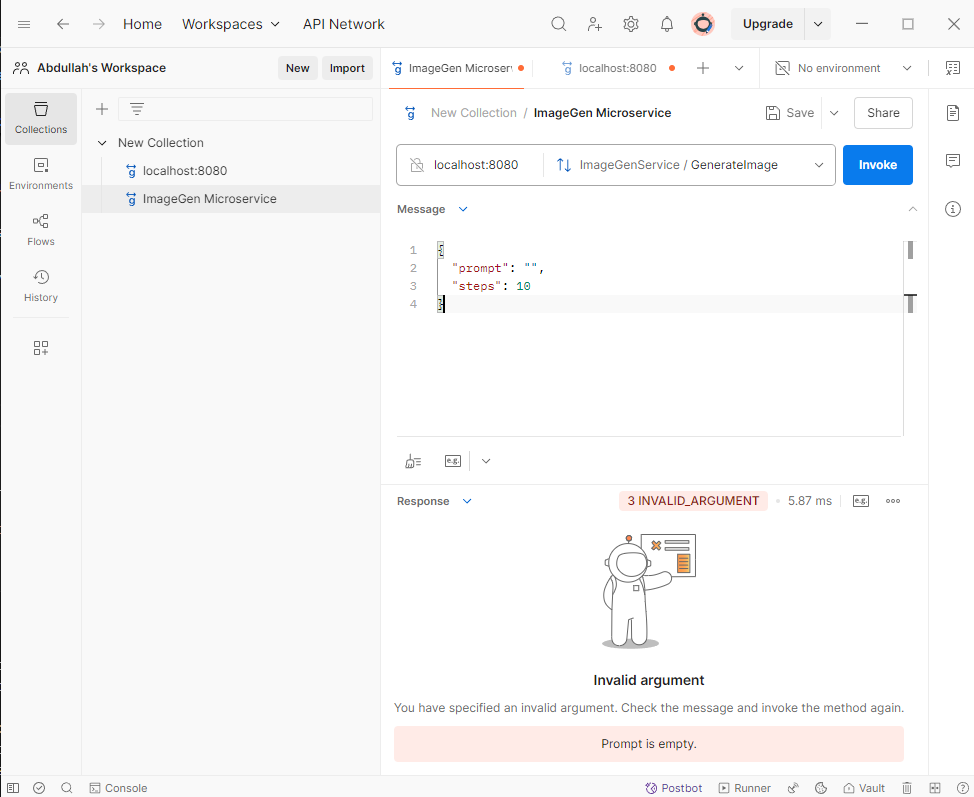 Home Workspaces API Network Upgrade
Abdullah's Workspace New Import
ImageGen Microser localhost:8080 No environment
Collections
Environments
Flows
History
New Collection
localhost:8080
ImageGen Microservice
New Collection / ImageGen Microservice Save Share
localhost:8080 ImageGenService / GenerateImage Invoke
Message
1 {
2 "prompt": "",
3 "steps": 10
4 }
e.g.
Response 3 INVALID_ARGUMENT 5.87 ms e.g.
Invalid argument
You have specified an invalid argument. Check the message and invoke the method again.
Prompt is empty.
Console Postbot Runner Vault